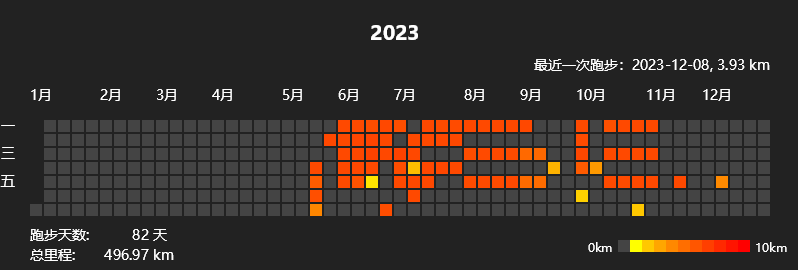 2023
最近一次跑步：2023-12-08, 3.93 km
1月 2月 3月 4月 5月 6月 7月 8月 9月 10月 11月 12月
一
三
五
跑步天数: 82 天
总里程: 496.97 km
0km 10km